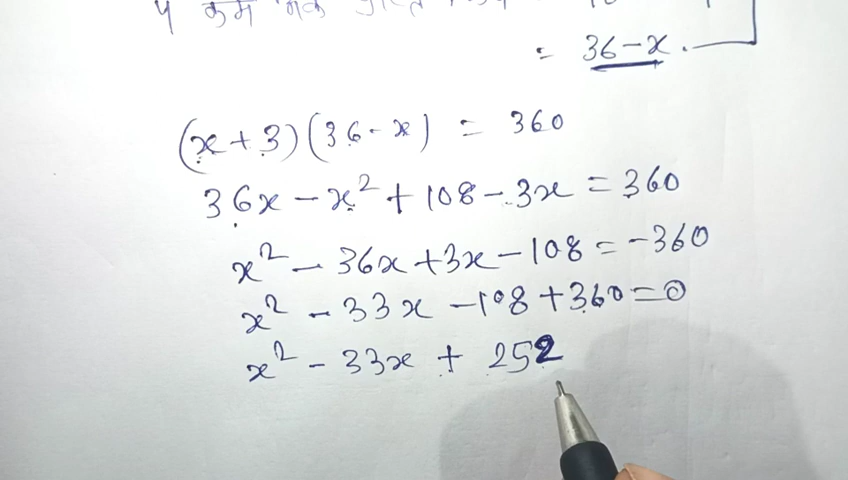 = 36-x.
(x+3)(36-x) = 360
36x - x² + 108 - 3x = 360
x² - 36x + 3x - 108 = -360
x² - 33x - 108 + 360 = 0
x² - 33x + 252